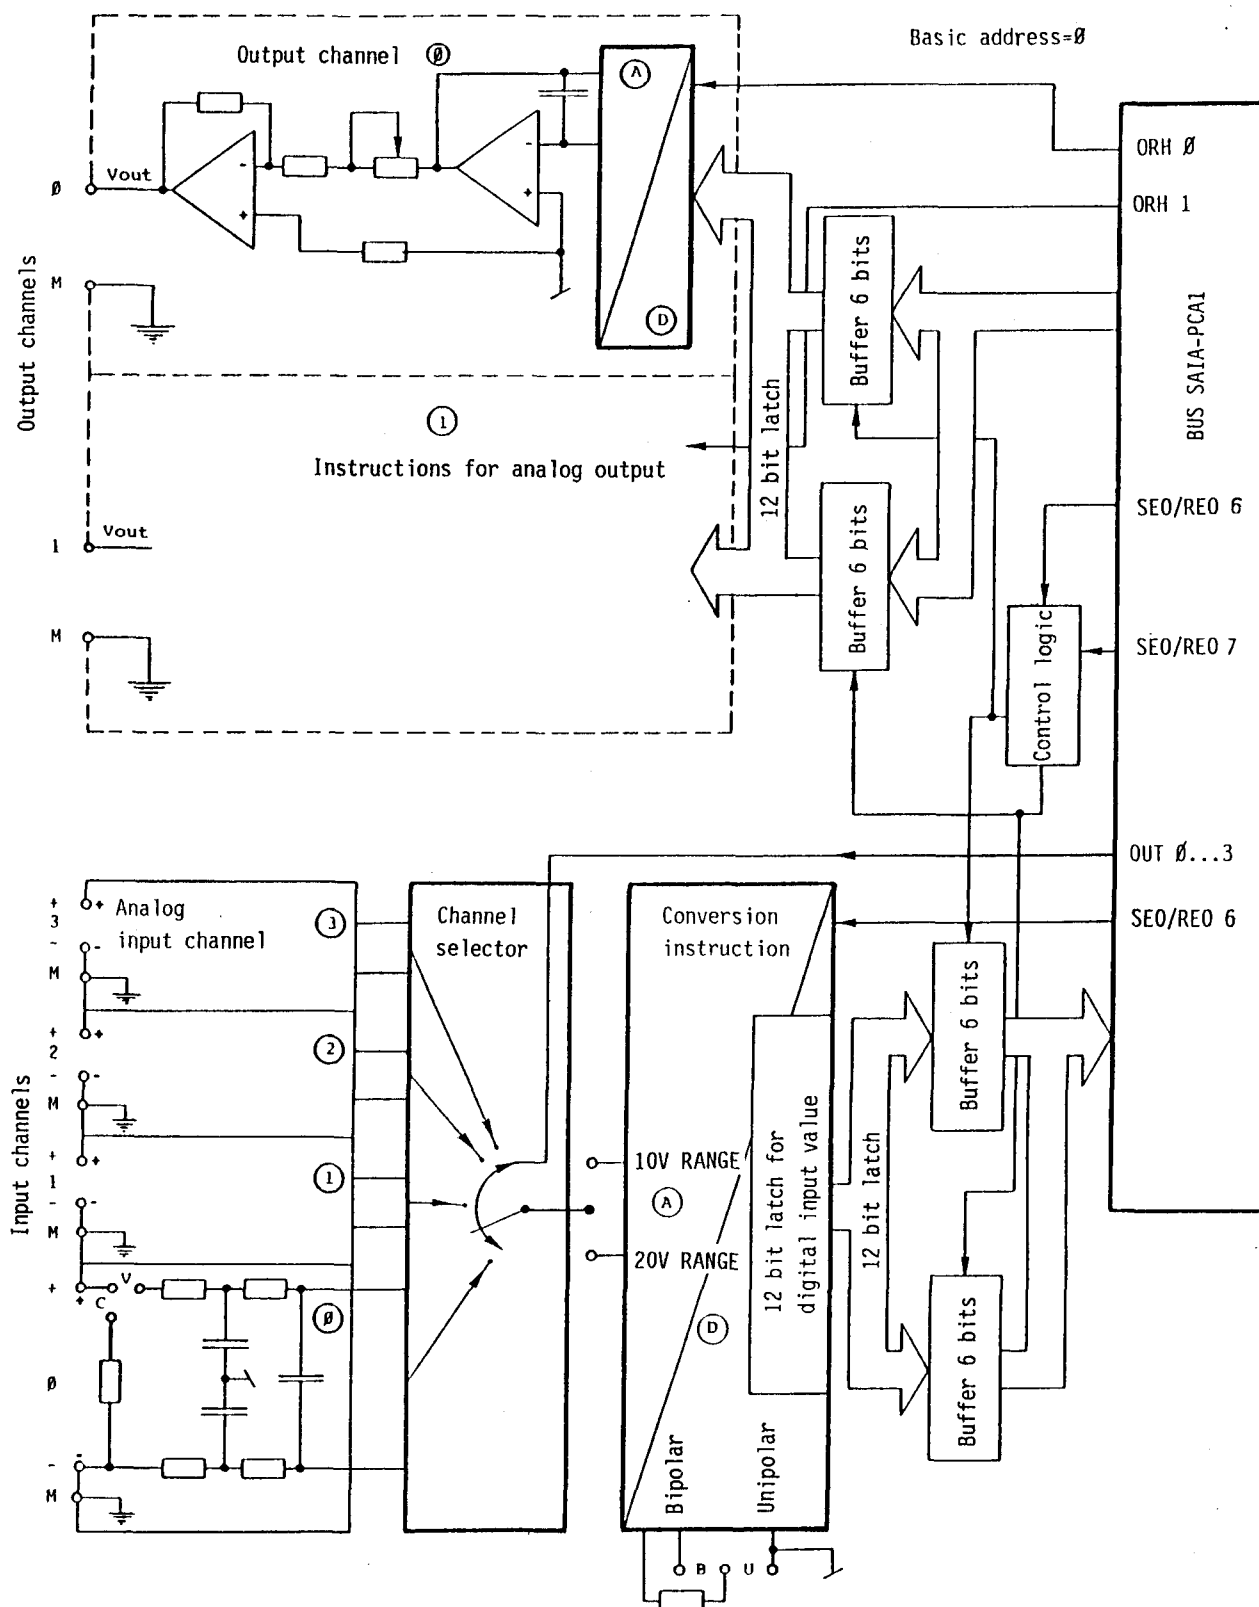 Basic address=Ø
Output channel Ø
A
D
ORH Ø
ORH 1
Vout
Ø
-
+
-
+
M
Output channels
Buffer 6 bits
BUS SAIA-PCA1
1
Instructions for analog output
12 bit latch
Buffer 6 bits
SEO/REO 6
Vout
1
M
Control logic
SEO/REO 7
OUT Ø...3
SEO/REO 6
Input channels
+
3
-
M
+
-
Analog
input channel
3
+
2
-
M
+
-
2
+
1
-
M
+
-
1
+
Ø
-
M
+
-
V
C
Ø
Channel
selector
Conversion
instruction
10V RANGE
A
20V RANGE
D
12 bit latch for
digital input value
Bipolar
Unipolar
B
U
12 bit latch
Buffer 6 bits
Buffer 6 bits